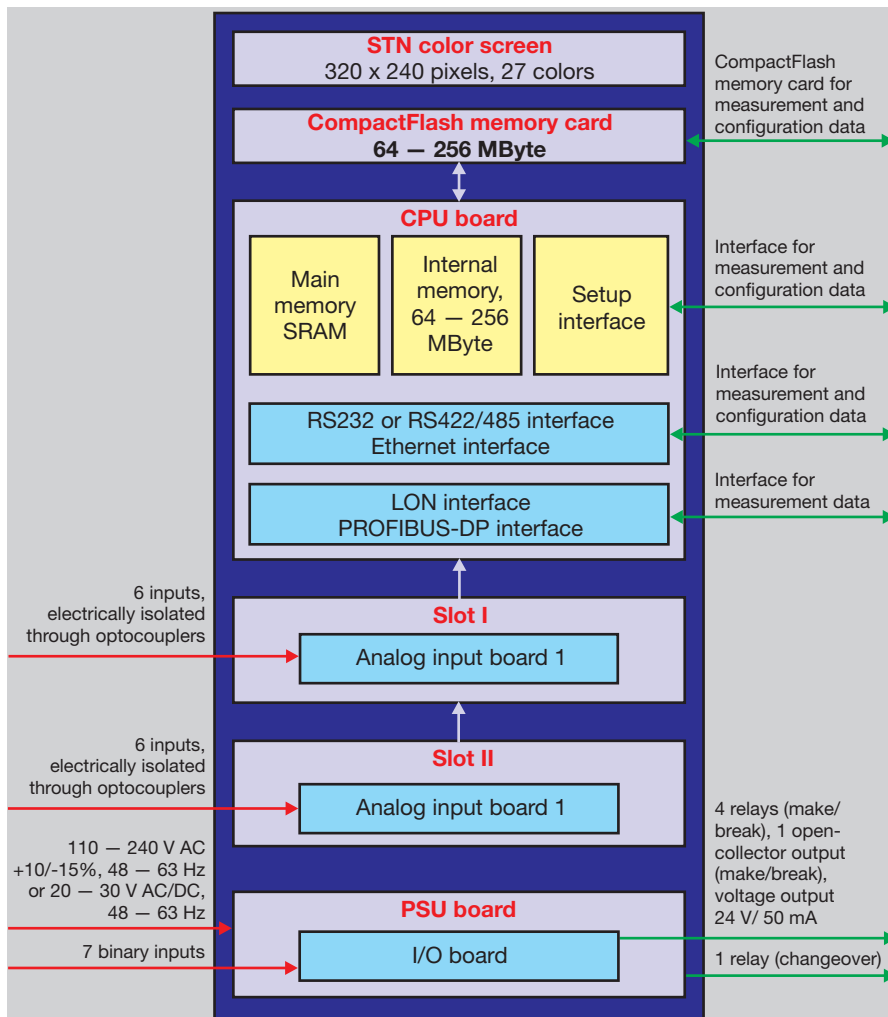 STN color screen
320 x 240 pixels, 27 colors
CompactFlash memory card
64 — 256 MByte
CompactFlash
memory card for
measurement and
configuration data
CPU board
Main
memory
SRAM
Internal
memory,
64 — 256
MByte
Setup
interface
Interface for
measurement and
configuration data
RS232 or RS422/485 interface
Ethernet interface
Interface for
measurement and
configuration data
LON interface
PROFIBUS-DP interface
Interface for
measurement data
6 inputs,
electrically isolated
through optocouplers
Slot I
Analog input board 1
6 inputs,
electrically isolated
through optocouplers
Slot II
Analog input board 1
110 — 240 V AC
+10/-15%, 48 — 63 Hz
or 20 — 30 V AC/DC,
48 — 63 Hz
7 binary inputs
PSU board
I/O board
4 relays (make/
break), 1 open-
collector output
(make/break),
voltage output
24 V/ 50 mA
1 relay (changeover)